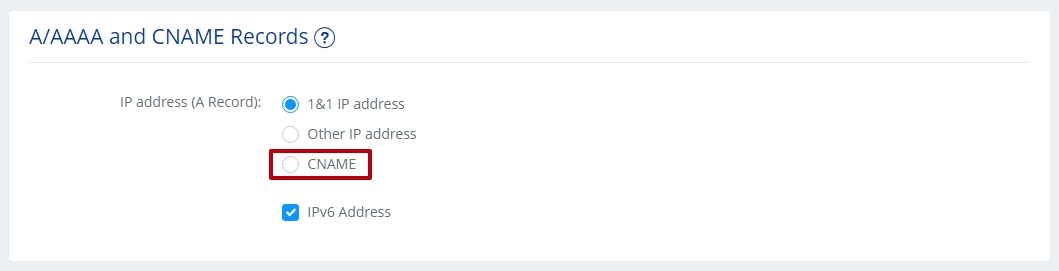 A/AAAA and CNAME Records ?
IP address (A Record): 1&1 IP address
Other IP address
CNAME
IPv6 Address